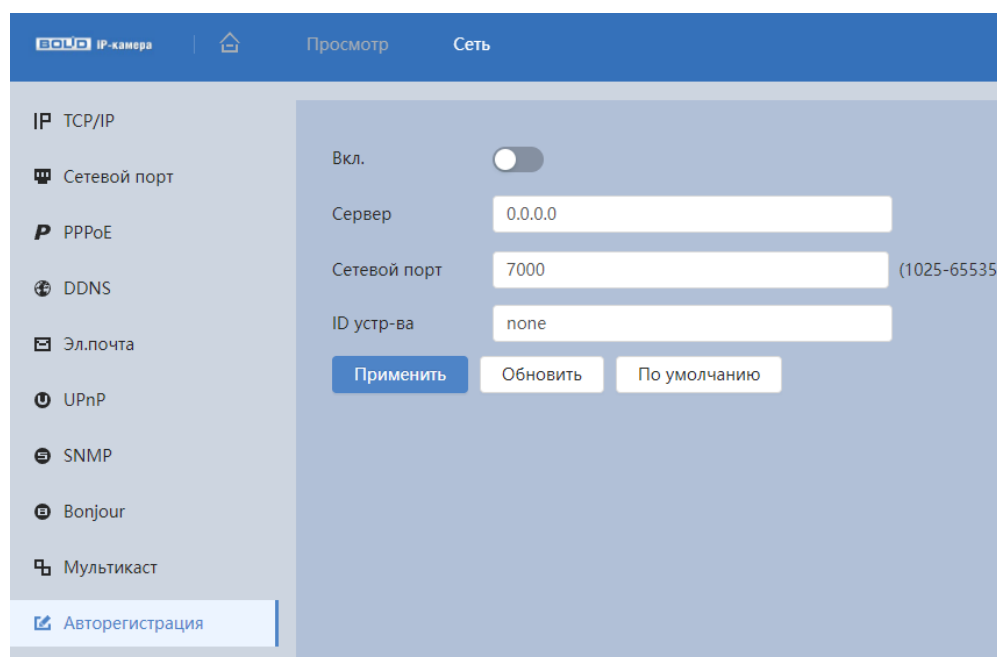 BOLID IP-камера
Просмотр Сеть
TCP/IP
Сетевой порт
PPPoE
DDNS
Эл.почта
UPnP
SNMP
Bonjour
Мультикаст
Авторегистрация
Вкл.
Сервер 0.0.0.0
Сетевой порт 7000 (1025-65535
ID устр-ва none
Применить Обновить По умолчанию